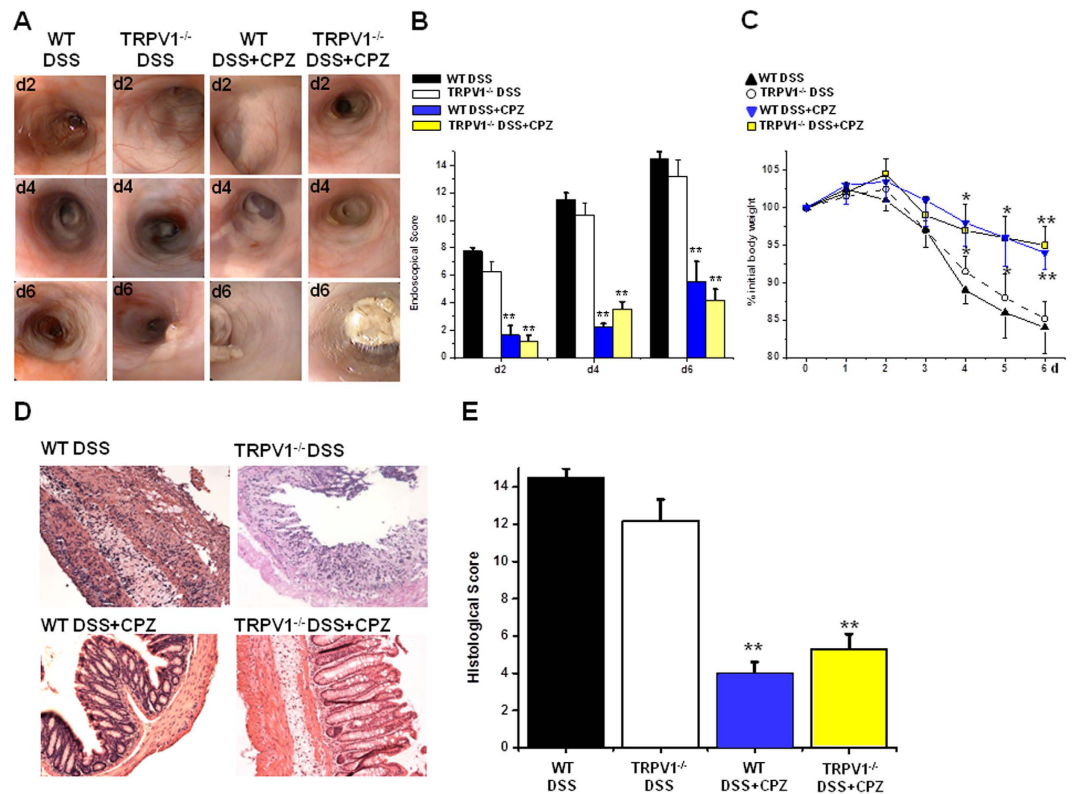 A
WT
DSS
TRPV1-/-
DSS
WT
DSS+CPZ
TRPV1-/-
DSS+CPZ
d2
d2
d2
d2
d4
d4
d4
d4
d6
d6
d6
d6
B
WT DSS
TRPV1-/- DSS
WT DSS+CPZ
TRPV1-/- DSS+CPZ
Endoscopical Score
14
12
10
8
6
4
2
0
**
**
**
**
**
**
d2
d4
d6
C
WT DSS
TRPV1-/- DSS
WT DSS+CPZ
TRPV1-/- DSS+CPZ
% initial body weight
105
100
95
90
85
80
*
*
**
*
*
**
0
1
2
3
4
5
6
d
D
WT DSS
TRPV1-/- DSS
WT DSS+CPZ
TRPV1-/- DSS+CPZ
E
Histological Score
14
12
10
8
6
4
2
0
**
**
WT
DSS
TRPV1-/-
DSS
WT
DSS+CPZ
TRPV1-/-
DSS+CPZ